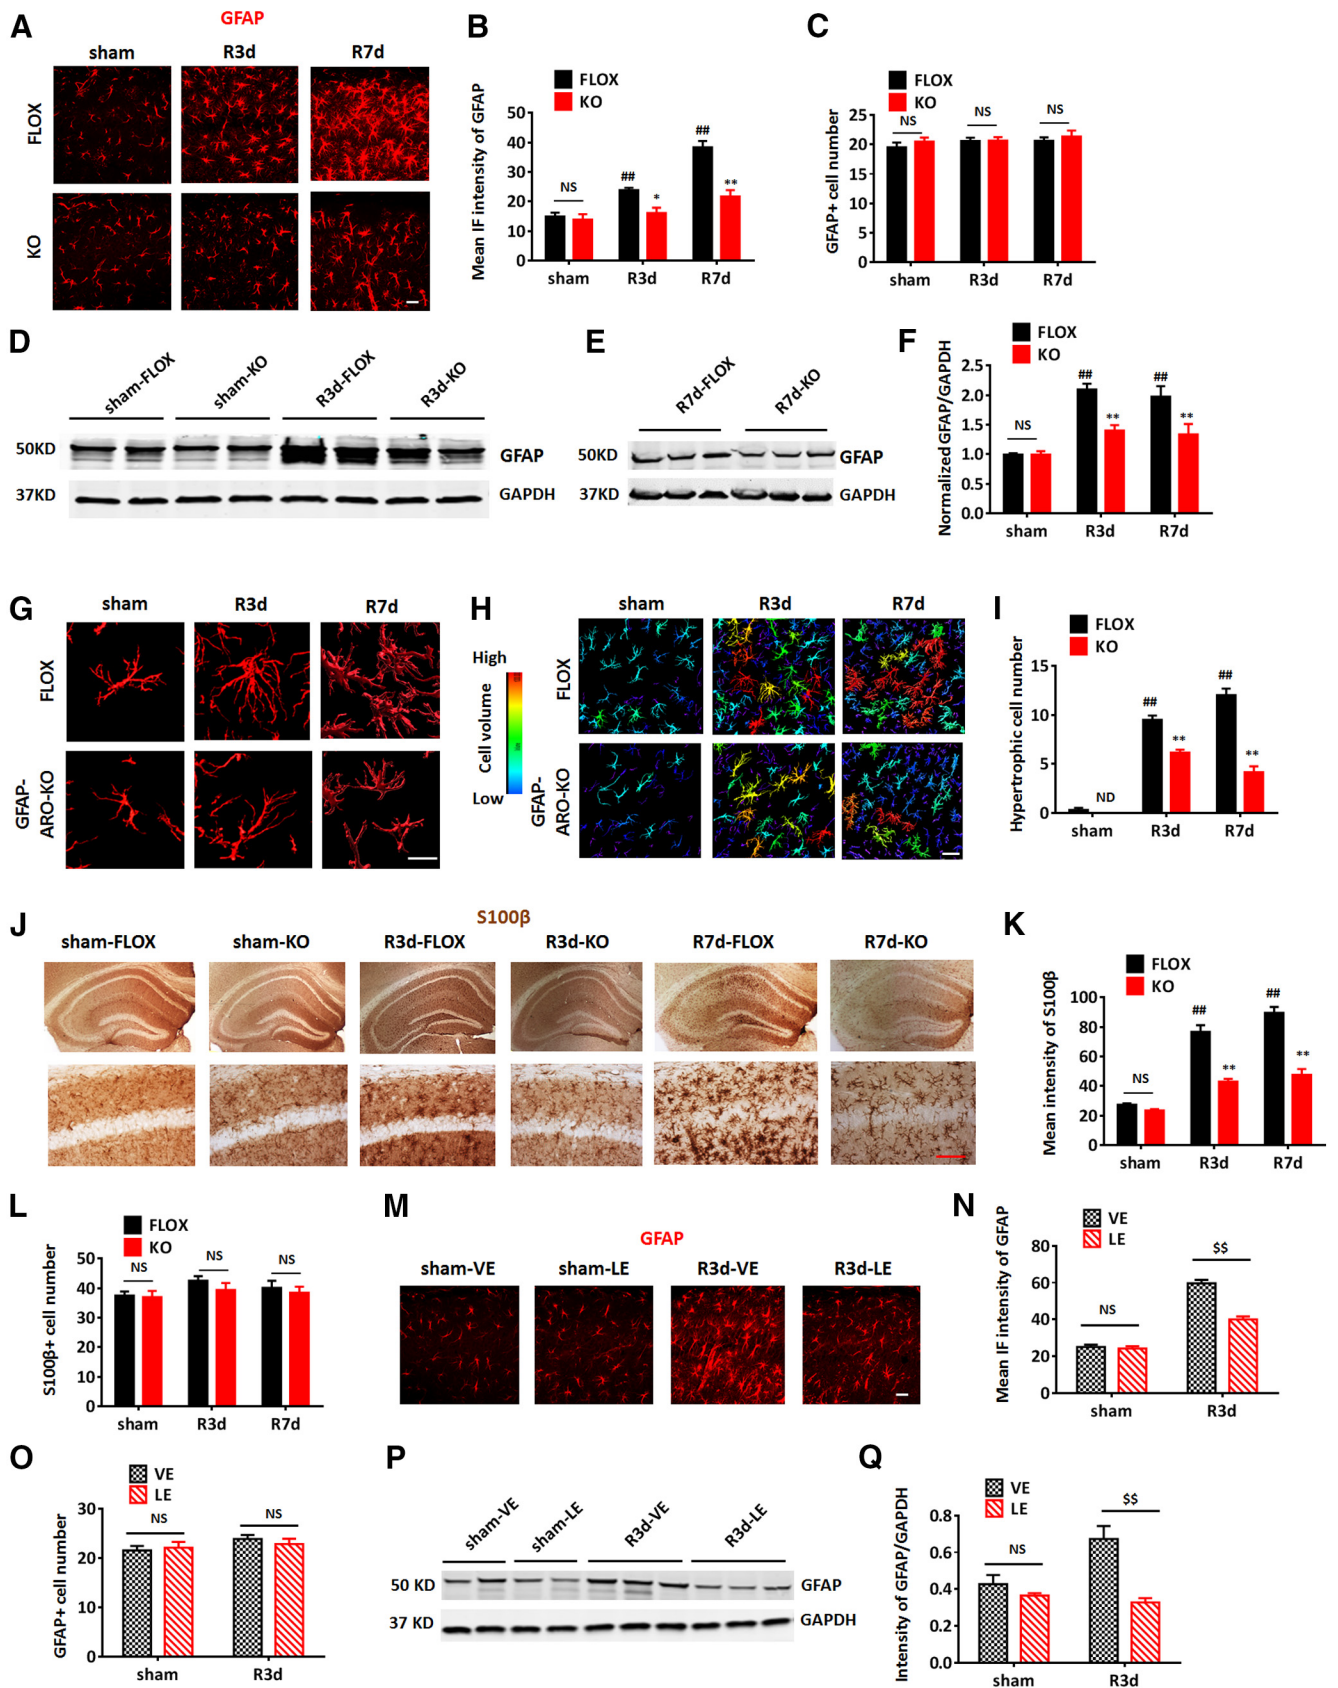 A
GFAP
sham R3d R7d
FLOX
KO
B
FLOX
KO
Mean IF intensity of GFAP
50
40
30
20
10
0
NS
##
*
##
**
sham R3d R7d
C
FLOX
KO
GFAP+ cell number
25
20
15
10
5
0
NS
NS
NS
sham R3d R7d
D
sham-FLOX sham-KO R3d-FLOX R3d-KO
50KD GFAP
37KD GAPDH
E
R7d-FLOX R7d-KO
50KD GFAP
37KD GAPDH
F
FLOX
KO
Normalized GFAP/GAPDH
2.5
2.0
1.5
1.0
0.5
0.0
NS
##
**
##
**
sham R3d R7d
G
sham R3d R7d
FLOX
GFAP-
ARO-KO
H
sham R3d R7d
High
Cell volume
Low
FLOX
GFAP-
ARO-KO
I
FLOX
KO
Hypertrophic cell number
15
10
5
0
ND
##
**
##
**
sham R3d R7d
J
S100β
sham-FLOX sham-KO R3d-FLOX R3d-KO R7d-FLOX R7d-KO
K
FLOX
KO
Mean intensity of S100β
100
80
60
40
20
0
NS
##
**
##
**
sham R3d R7d
L
FLOX
KO
S100β+ cell number
50
40
30
20
10
0
NS
NS
NS
sham R3d R7d
M
GFAP
sham-VE sham-LE R3d-VE R3d-LE
N
VE
LE
Mean IF intensity of GFAP
80
60
40
20
0
NS
$$
sham R3d
O
VE
LE
GFAP+ cell number
30
20
10
0
NS
NS
sham R3d
P
sham-VE sham-LE R3d-VE R3d-LE
50 KD GFAP
37 KD GAPDH
Q
VE
LE
Intensity of GFAP/GAPDH
0.8
0.6
0.4
0.2
0.0
NS
$$
sham R3d